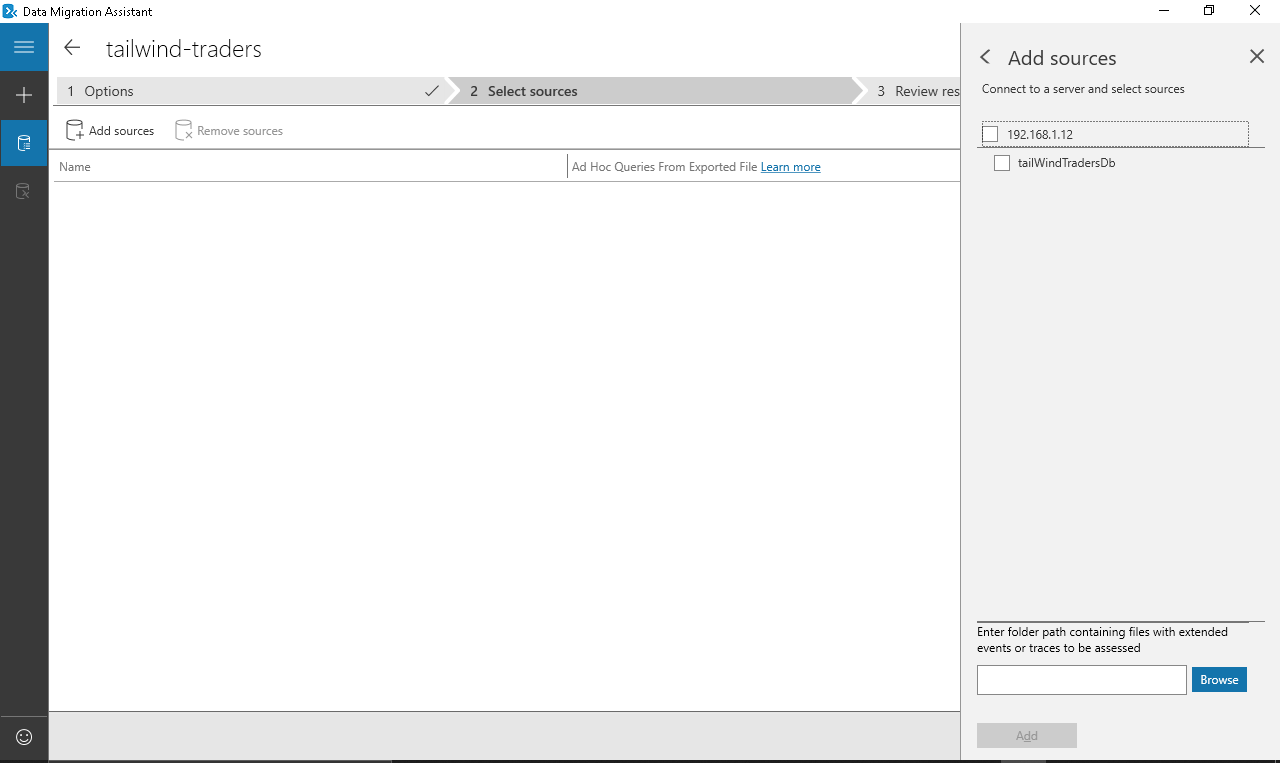 Data Migration Assistant
tailwind-traders
1 Options
2 Select sources
3 Review res
Add sources
Remove sources
Name
Ad Hoc Queries From Exported File Learn more
Add sources
Connect to a server and select sources
192.168.1.12
tailWindTradersDb
Enter folder path containing files with extended
events or traces to be assessed
Browse
Add